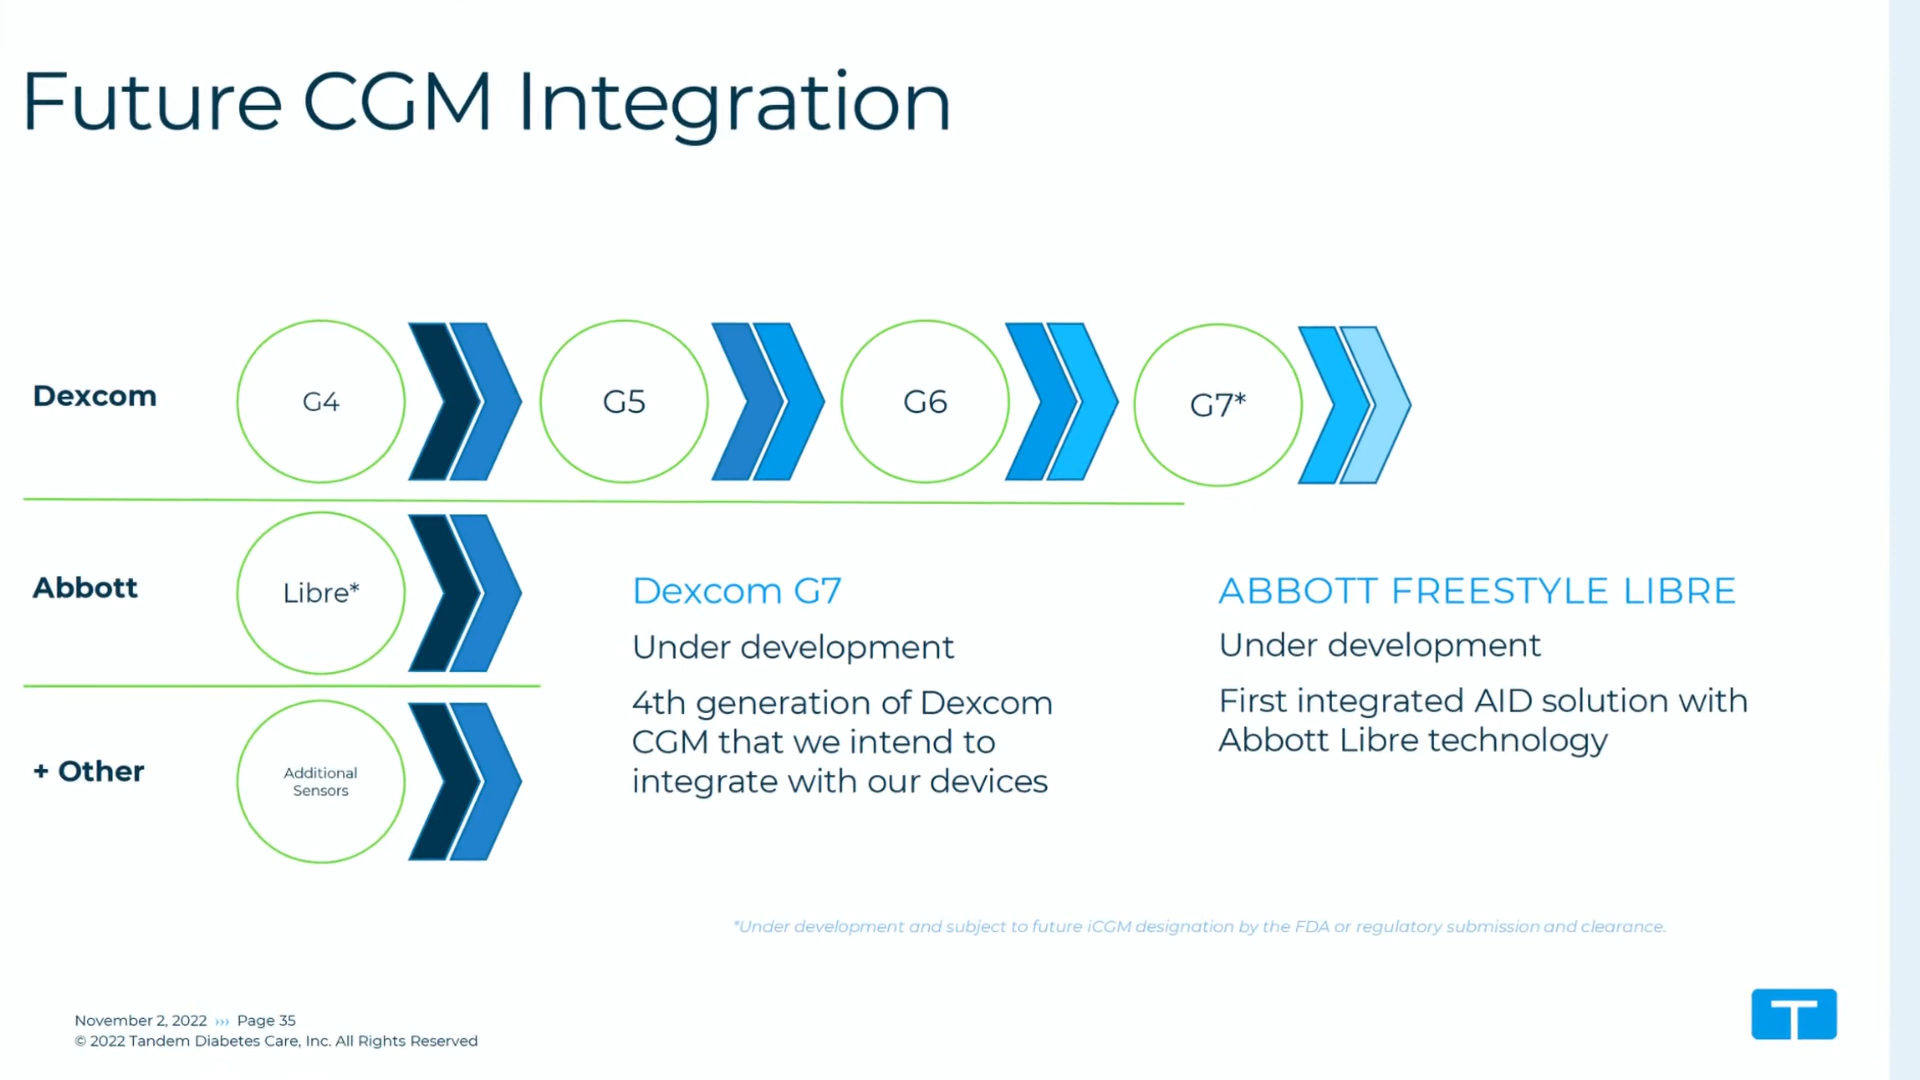 Future CGM Integration
Dexcom
G4
G5
G6
G7*
Abbott
Libre*
+ Other
Additional
Sensors
Dexcom G7
Under development
4th generation of Dexcom
CGM that we intend to
integrate with our devices
ABBOTT FREESTYLE LIBRE
Under development
First integrated AID solution with
Abbott Libre technology
*Under development and subject to future iCGM designation by the FDA or regulatory submission and clearance.
November 2, 2022 ››› Page 35
© 2022 Tandem Diabetes Care, Inc. All Rights Reserved
T